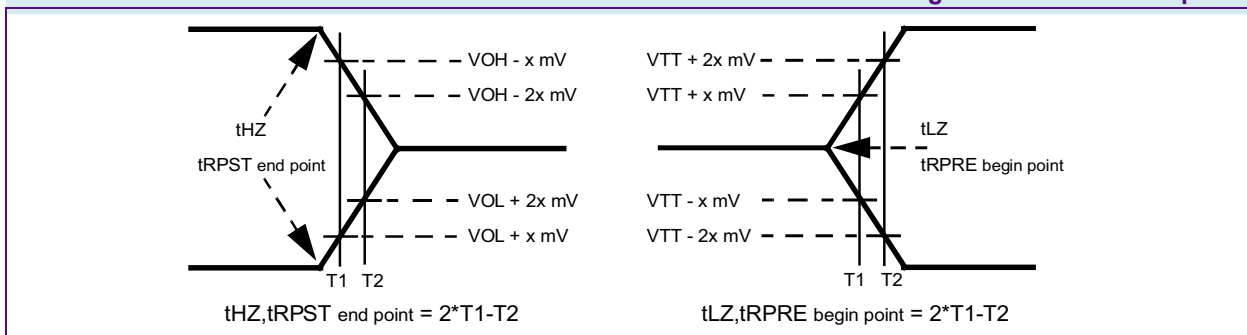 VOH - x mV
VOH - 2x mV
tHZ
tRPST end point
VOL + 2x mV
VOL + x mV
T1 T2
tHZ,tRPST end point = 2*T1-T2
VTT + 2x mV
VTT + x mV
tLZ
tRPRE begin point
VTT - x mV
VTT - 2x mV
T1 T2
tLZ,tRPRE begin point = 2*T1-T2